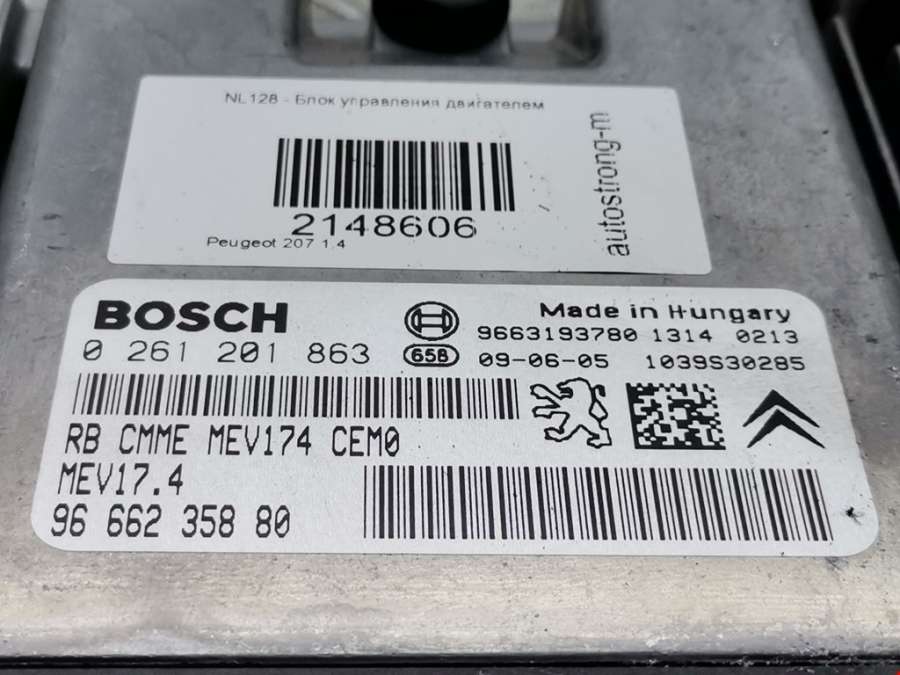 NL128 - Блок управления двигателем
autostrong-m
2148606
Peugeot 207 1.4
BOSCH
Made in Hungary
9663193780 1314 0213
0 261 201 863
658
09-06-05 1039S30285
RB CMME MEV174 CEM0
MEV17.4
96 662 358 80